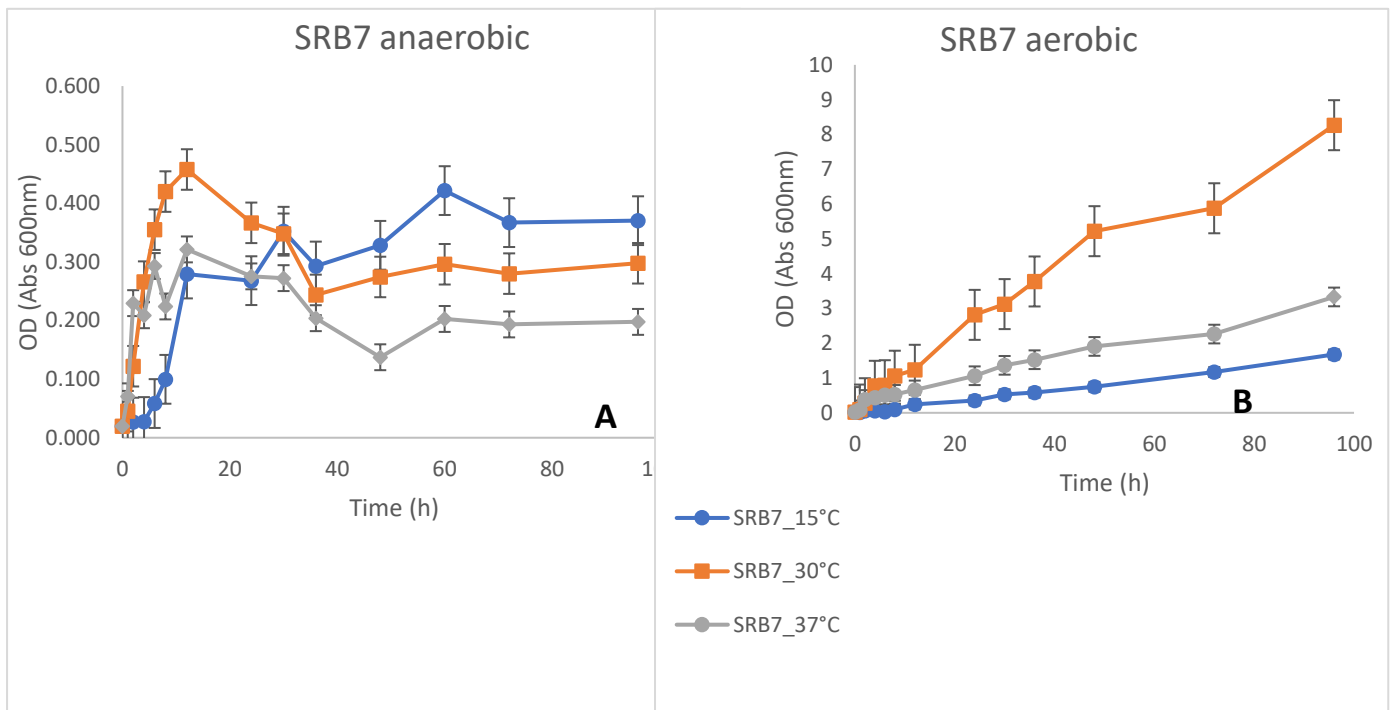 SRB7 anaerobic
0.600
0.500
0.400
0.300
0.200
0.100
0.000
OD (Abs 600nm)
A
0 20 40 60 80 1
Time (h)
SRB7 aerobic
10
9
8
7
6
5
4
3
2
1
0
OD (Abs 600nm)
B
0 20 40 60 80 100
Time (h)
SRB7_15°C
SRB7_30°C
SRB7_37°C